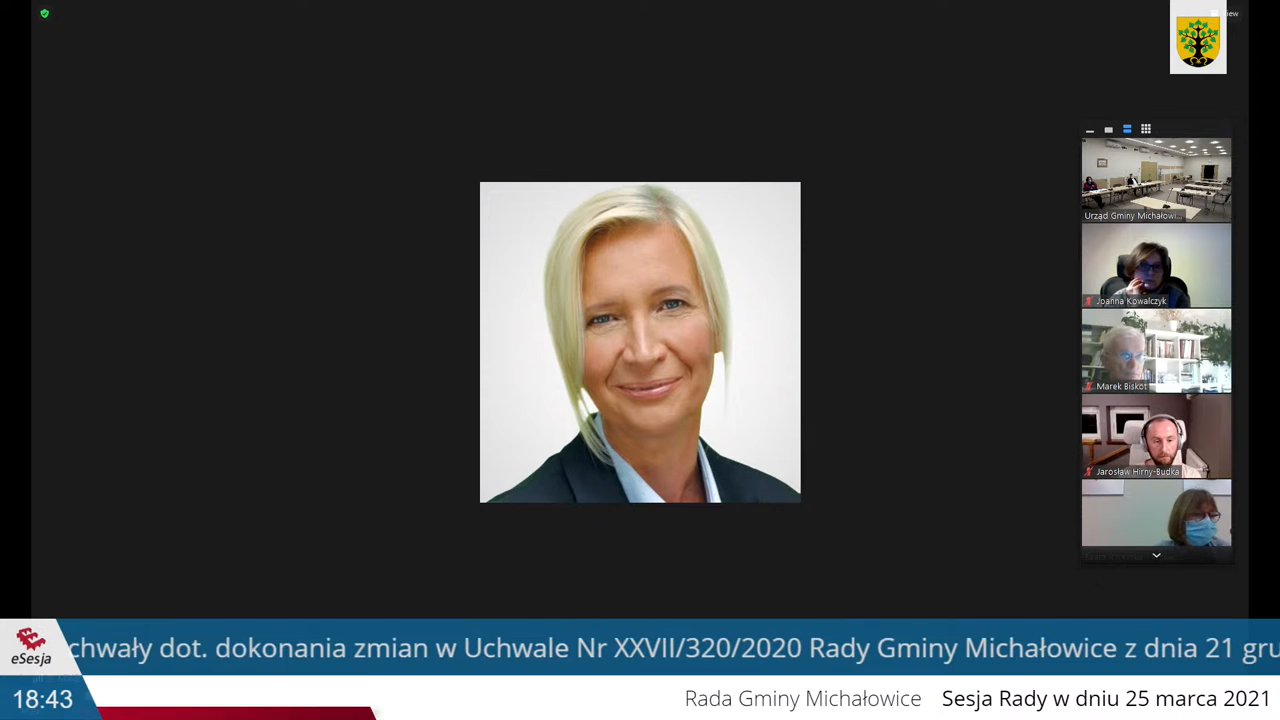 View
Urząd Gminy Michałowi...
Joanna Kowalczyk
Marek Biskot
Jarosław Hirny-Budka
chwały dot. dokonania zmian w Uchwale Nr XXVII/320/2020 Rady Gminy Michałowice z dnia 21 gru
eSesja
18:43
Rada Gminy Michałowice Sesja Rady w dniu 25 marca 2021